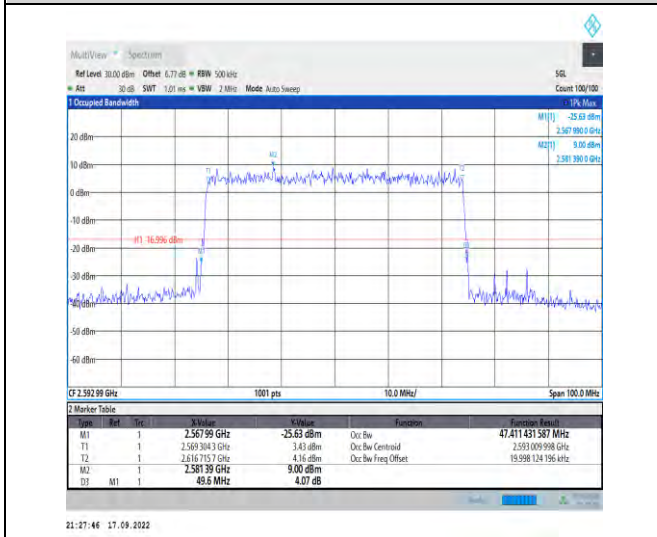 MultiView Spectrum
Ref Level 30.00 dBm Offset 6.77 dB RBW 500 kHz SGL
Att 30 dB SWT 1.01 ms VBW 2 MHz Mode Auto Sweep Count 100/100
1 Occupied Bandwidth 1Pk Max
M1[1] -25.63 dBm
2.567 990 0 GHz
M2[1] 9.00 dBm
2.581 390 0 GHz
20 dBm
M2
10 dBm
T1
0 dBm
-10 dBm
H1 -16.996 dBm
-20 dBm
-30 dBm
-40 dBm
-50 dBm
-60 dBm
CF 2.592 99 GHz 1001 pts 10.0 MHz/ Span 100.0 MHz
2 Marker Table
Type Ref Trc X-Value Y-Value Function Function Result
M1 1 2.567 99 GHz -25.63 dBm Occ Bw 47.411 431 587 MHz
T1 1 2.569 304 3 GHz 3.43 dBm Occ Bw Centroid 2.593 009 998 GHz
T2 1 2.616 715 7 GHz 4.16 dBm Occ Bw Freq Offset 19.998 124 196 kHz
M2 1 2.581 39 GHz 9.00 dBm
D3 M1 1 49.6 MHz 4.07 dB
21:27:46 17.09.2022